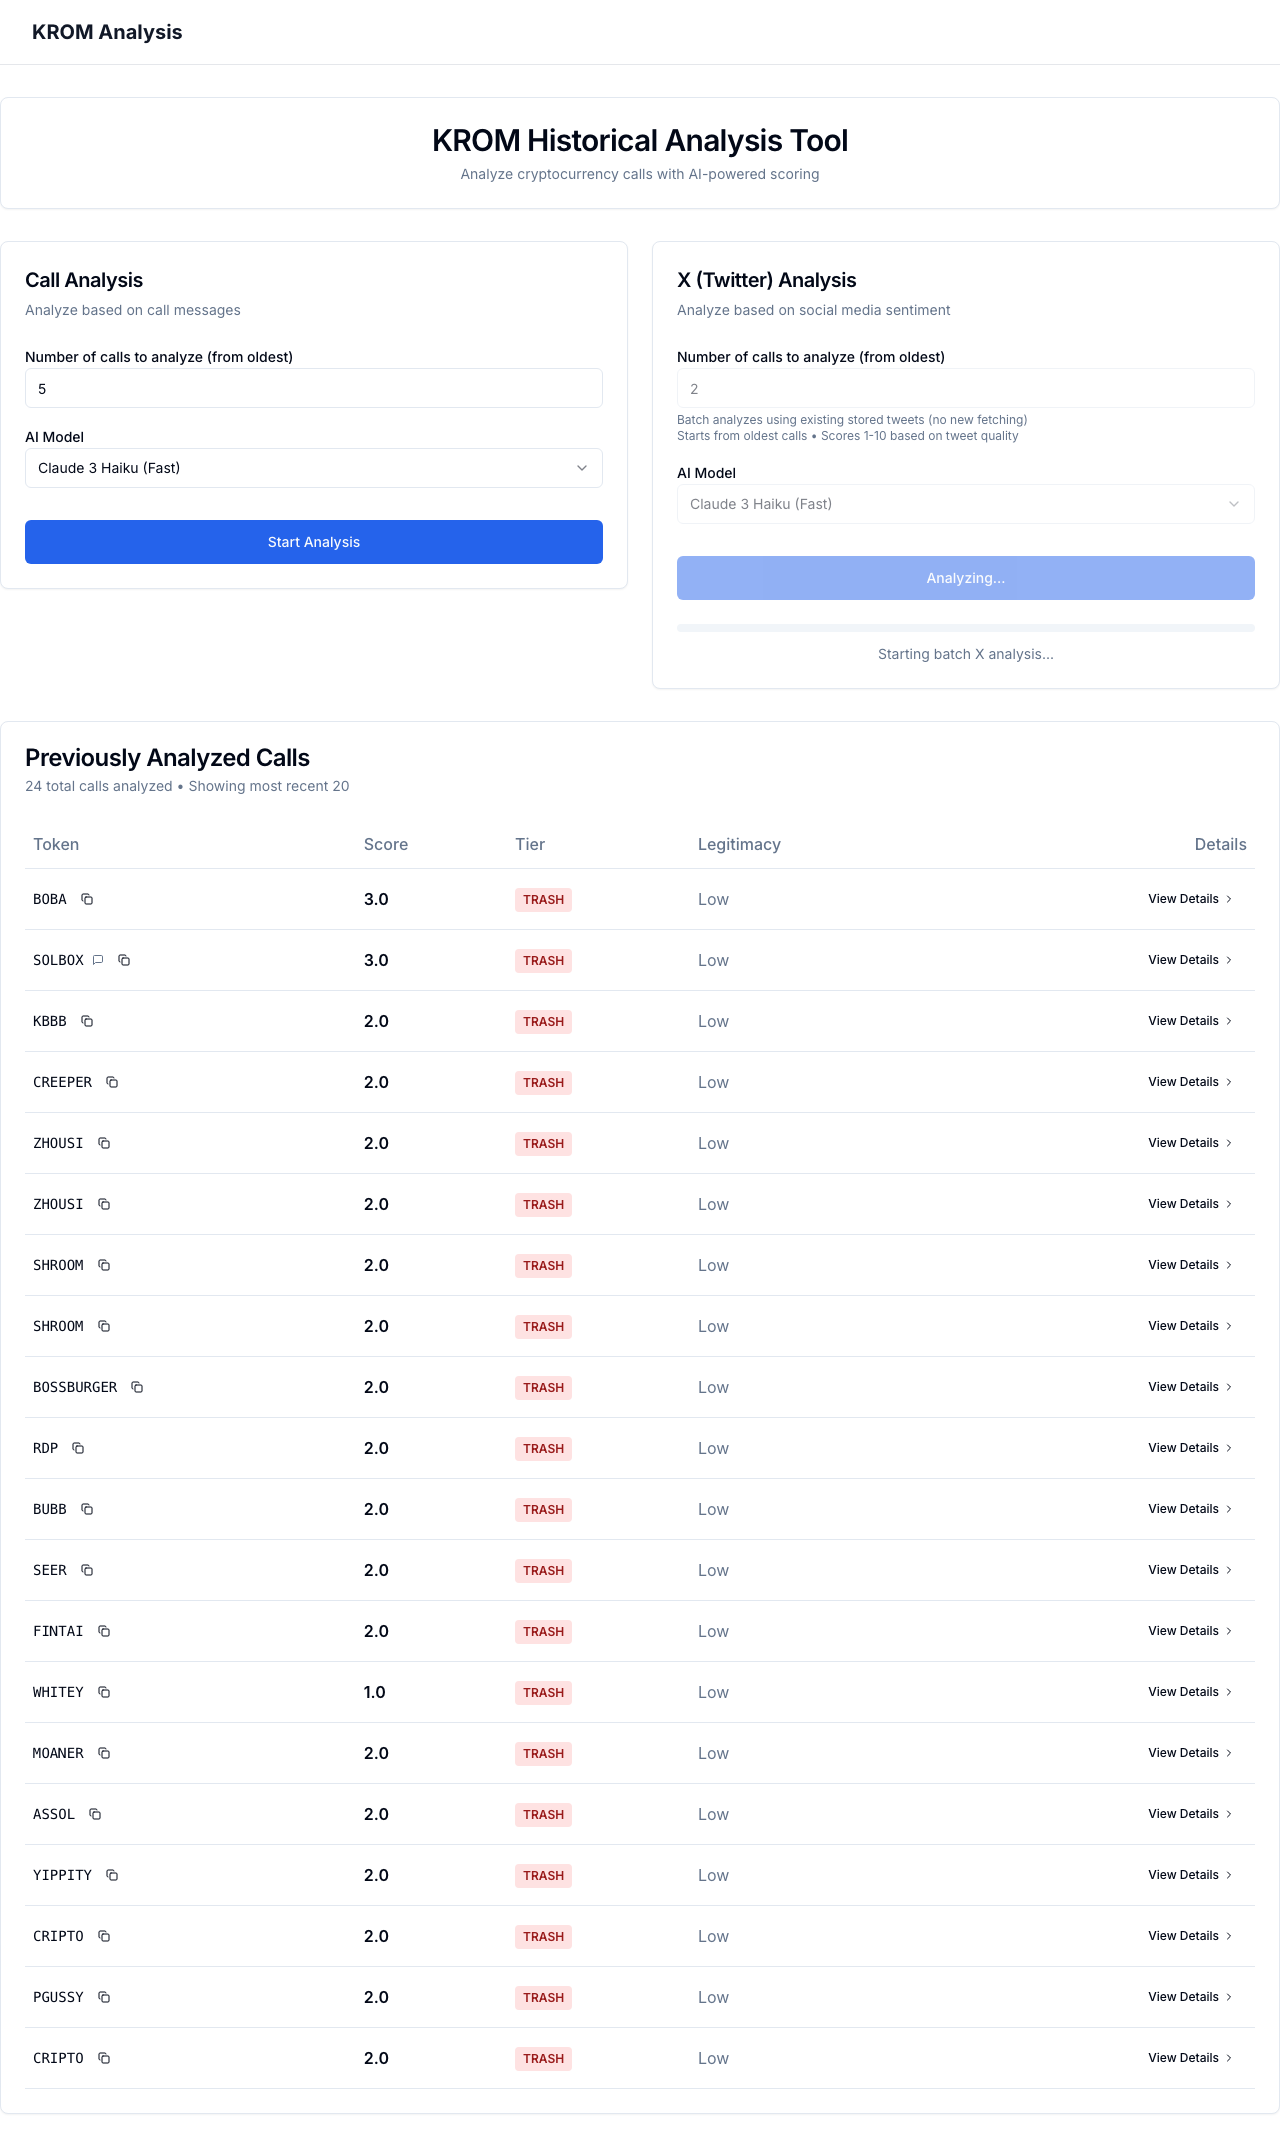 KROM Analysis
KROM Historical Analysis Tool
Analyze cryptocurrency calls with AI-powered scoring
Call Analysis
Analyze based on call messages
Number of calls to analyze (from oldest)
5
AI Model
Claude 3 Haiku (Fast)
Start Analysis
X (Twitter) Analysis
Analyze based on social media sentiment
Number of calls to analyze (from oldest)
2
Batch analyzes using existing stored tweets (no new fetching)
Starts from oldest calls • Scores 1-10 based on tweet quality
AI Model
Claude 3 Haiku (Fast)
Analyzing...
Starting batch X analysis...
Previously Analyzed Calls
24 total calls analyzed • Showing most recent 20
Token Score Tier Legitimacy Details
BOBA 3.0 TRASH Low View Details
SOLBOX 3.0 TRASH Low View Details
KBBB 2.0 TRASH Low View Details
CREEPER 2.0 TRASH Low View Details
ZHOUSI 2.0 TRASH Low View Details
ZHOUSI 2.0 TRASH Low View Details
SHROOM 2.0 TRASH Low View Details
SHROOM 2.0 TRASH Low View Details
BOSSBURGER 2.0 TRASH Low View Details
RDP 2.0 TRASH Low View Details
BUBB 2.0 TRASH Low View Details
SEER 2.0 TRASH Low View Details
FINTAI 2.0 TRASH Low View Details
WHITEY 1.0 TRASH Low View Details
MOANER 2.0 TRASH Low View Details
ASSOL 2.0 TRASH Low View Details
YIPPITY 2.0 TRASH Low View Details
CRIPTO 2.0 TRASH Low View Details
PGUSSY 2.0 TRASH Low View Details
CRIPTO 2.0 TRASH Low View Details